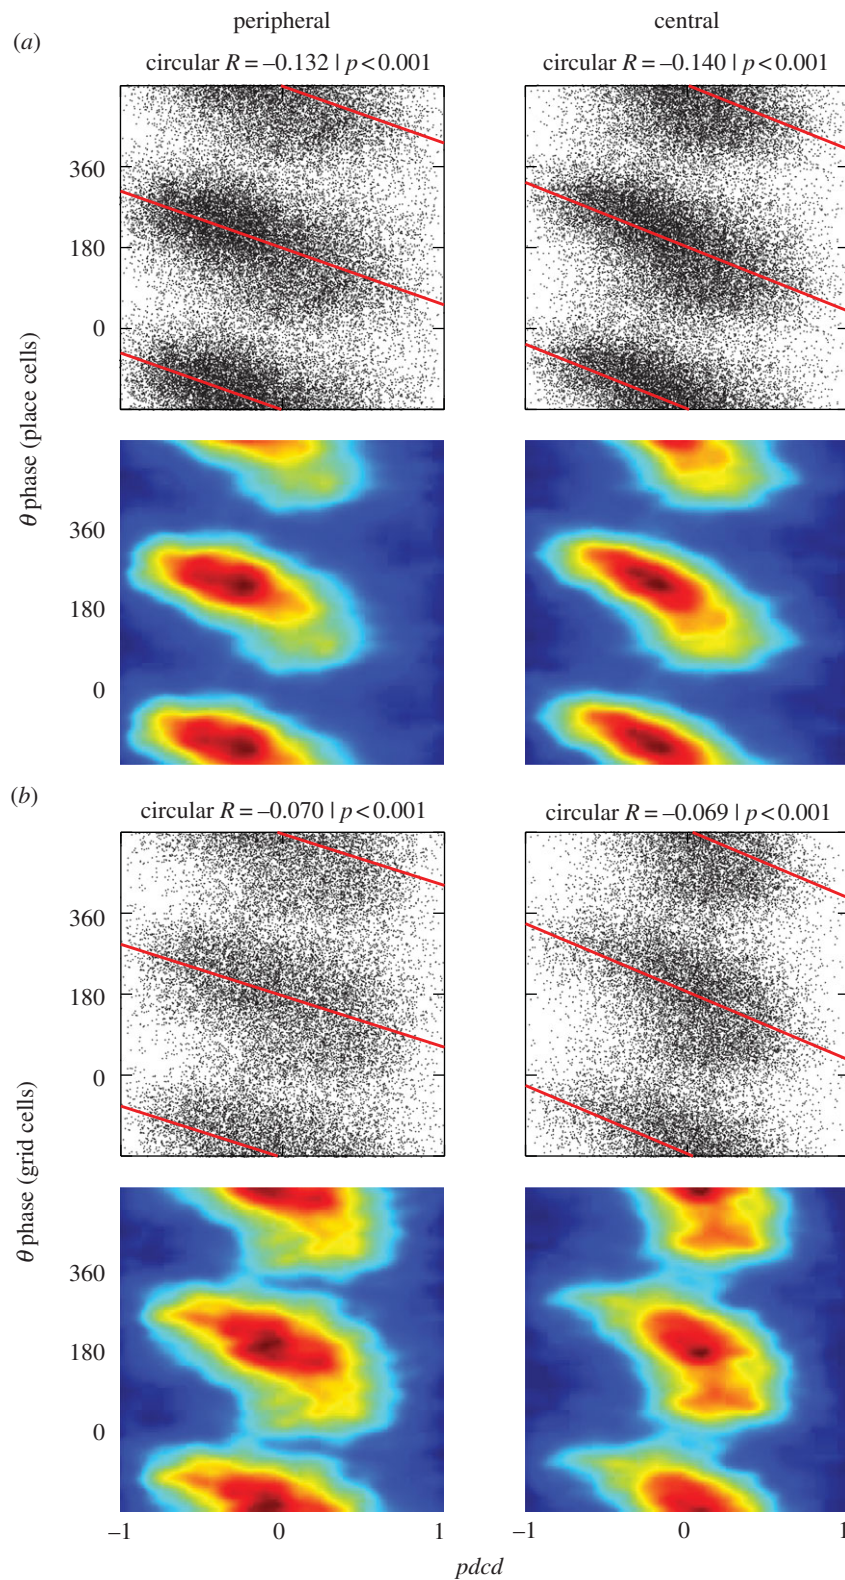 peripheral central
(a)
circular R = –0.132 | p < 0.001 circular R = –0.140 | p < 0.001
360
180
0
θ phase (place cells)
360
180
0
(b)
circular R = –0.070 | p < 0.001 circular R = –0.069 | p < 0.001
360
180
0
θ phase (grid cells)
360
180
0
–1 0 1 –1 0 1
pdcd